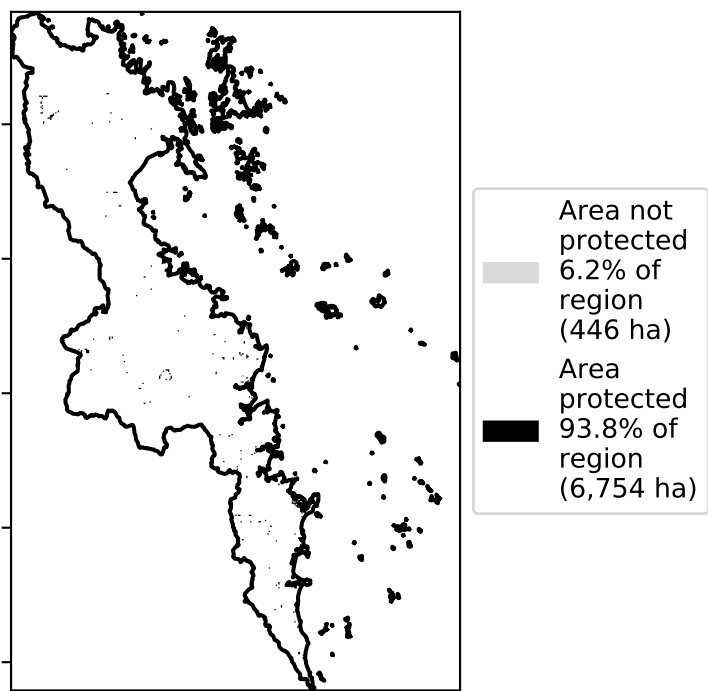 Area not
protected
6.2% of
region
(446 ha)
Area
protected
93.8% of
region
(6,754 ha)